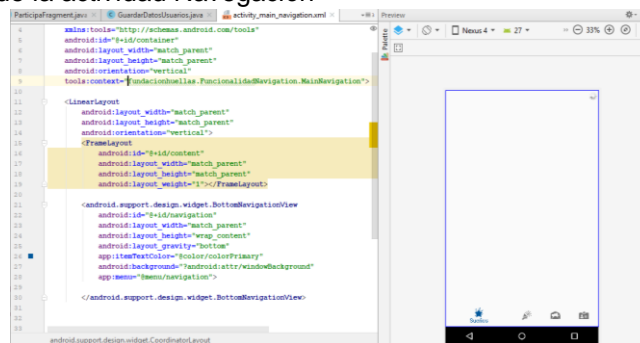 de la actividad Navegación
ParticipaFragment.java GuardarDatosUsuarios.java activity_main_navigation.xml Preview
Nexus 4 27 33%
Palette
4 xmlns:tools="http://schemas.android.com/tools"
5 android:id="@+id/container"
6 android:layout_width="match_parent"
7 android:layout_height="match_parent"
8 android:orientation="vertical"
9 tools:context="fundacionhuellas.FuncionalidadNavigation.MainNavigation">
10
11 <LinearLayout
12 android:layout_width="match_parent"
13 android:layout_height="match_parent"
14 android:orientation="vertical">
15 <FrameLayout
16 android:id="@+id/content"
17 android:layout_width="match_parent"
18 android:layout_height="match_parent"
19 android:layout_weight="1"></FrameLayout>
20
21 <android.support.design.widget.BottomNavigationView
22 android:id="@+id/navigation"
23 android:layout_width="match_parent"
24 android:layout_height="wrap_content"
25 android:layout_gravity="bottom"
26 app:itemTextColor="@color/colorPrimary"
27 android:background="?android:attr/windowBackground"
28 app:menu="@menu/navigation">
29
30 </android.support.design.widget.BottomNavigationView>
31
32
33
android.support.design.widget.CoordinatorLayout